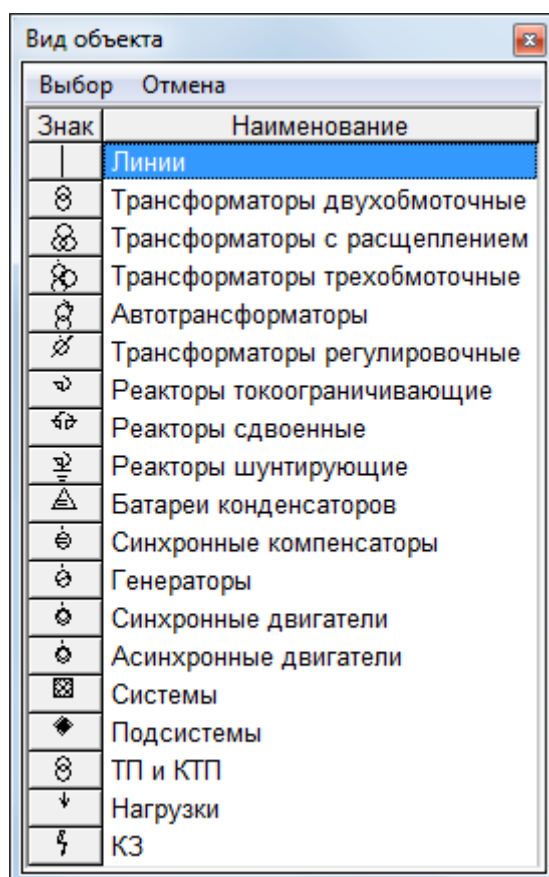 Вид объекта
Выбор Отмена
Знак Наименование
Линии
Трансформаторы двухобмоточные
Трансформаторы с расщеплением
Трансформаторы трехобмоточные
Автотрансформаторы
Трансформаторы регулировочные
Реакторы токоограничивающие
Реакторы сдвоенные
Реакторы шунтирующие
Батареи конденсаторов
Синхронные компенсаторы
Генераторы
Синхронные двигатели
Асинхронные двигатели
Системы
Подсистемы
ТП и КТП
Нагрузки
КЗ